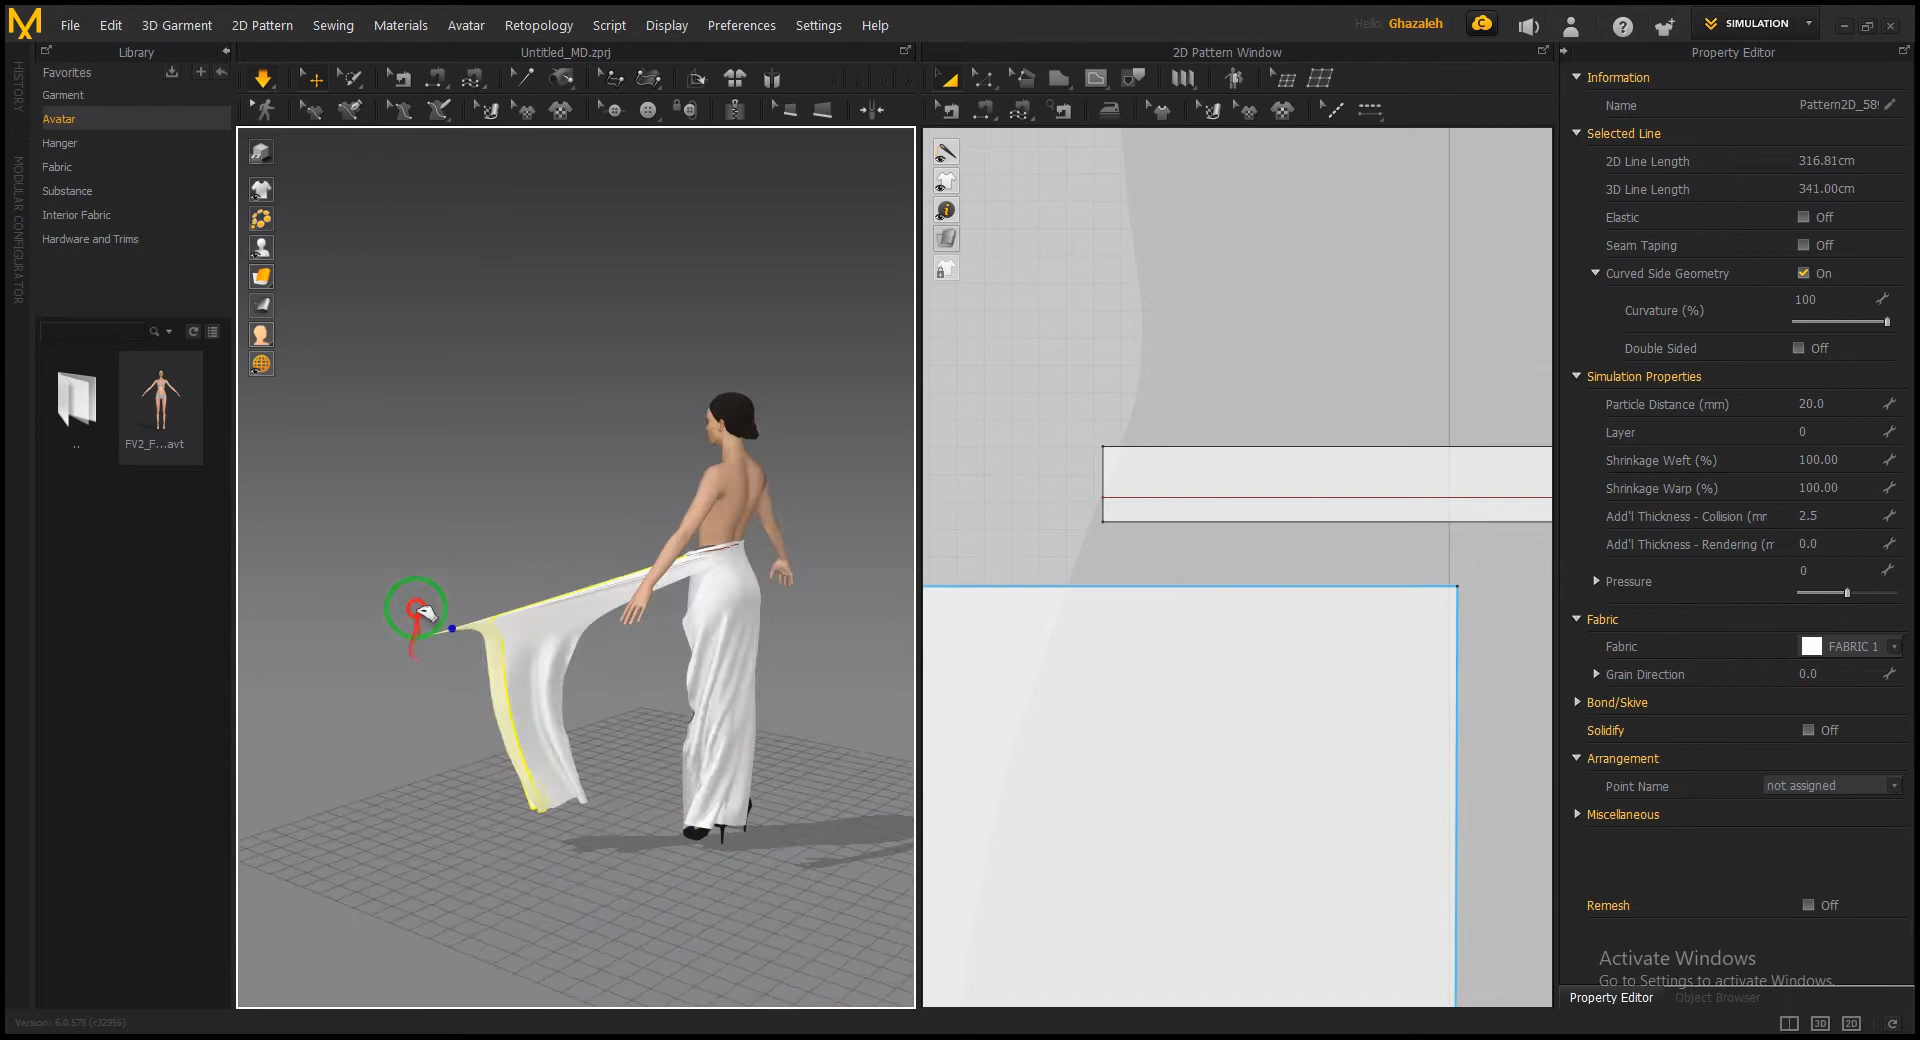 File Edit 3D Garment 2D Pattern Sewing Materials Avatar Retopology Script Display Preferences Settings Help
Hello, Ghazaleh
SIMULATION
Library
Untitled_MD.zprj
2D Pattern Window
Property Editor
HISTORY
MODULAR CONFIGURATOR
Favorites
Garment
Avatar
Hanger
Fabric
Substance
Interior Fabric
Hardware and Trims
..
FV2_F...avt
Information
Name Pattern2D_58
Selected Line
2D Line Length 316.81cm
3D Line Length 341.00cm
Elastic Off
Seam Taping Off
Curved Side Geometry On
Curvature (%) 100
Double Sided Off
Simulation Properties
Particle Distance (mm) 20.0
Layer 0
Shrinkage Weft (%) 100.00
Shrinkage Warp (%) 100.00
Add'l Thickness - Collision (mr 2.5
Add'l Thickness - Rendering (m 0.0
Pressure 0
Fabric
Fabric FABRIC 1
Grain Direction 0.0
Bond/Skive
Solidify Off
Arrangement
Point Name not assigned
Miscellaneous
Remesh Off
Activate Windows
Go to Settings to activate Windows.
Property Editor Object Browser
Version: 6.0.579 (r32956)
3D 2D